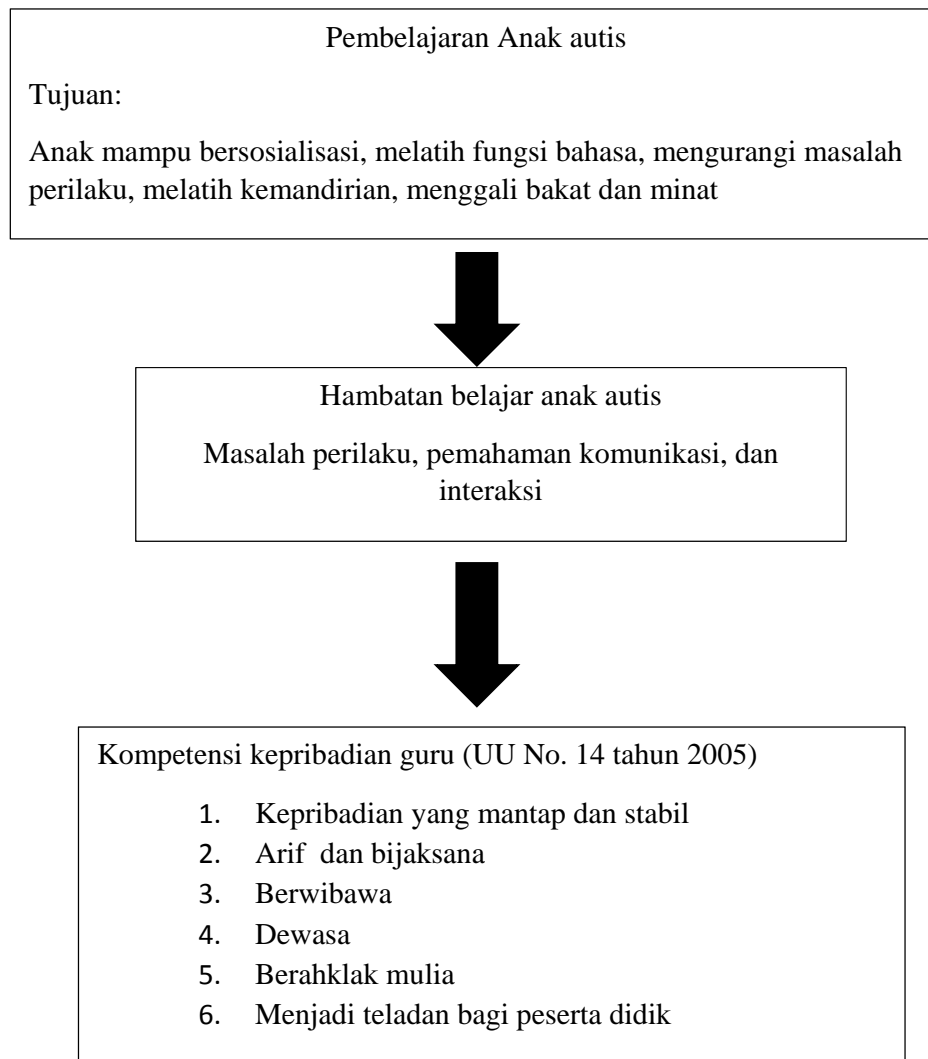 Pembelajaran Anak autis
Tujuan:
Anak mampu bersosialisasi, melatih fungsi bahasa, mengurangi masalah
perilaku, melatih kemandirian, menggali bakat dan minat
Hambatan belajar anak autis
Masalah perilaku, pemahaman komunikasi, dan
interaksi
Kompetensi kepribadian guru (UU No. 14 tahun 2005)
1. Kepribadian yang mantap dan stabil
2. Arif dan bijaksana
3. Berwibawa
4. Dewasa
5. Berahklak mulia
6. Menjadi teladan bagi peserta didik